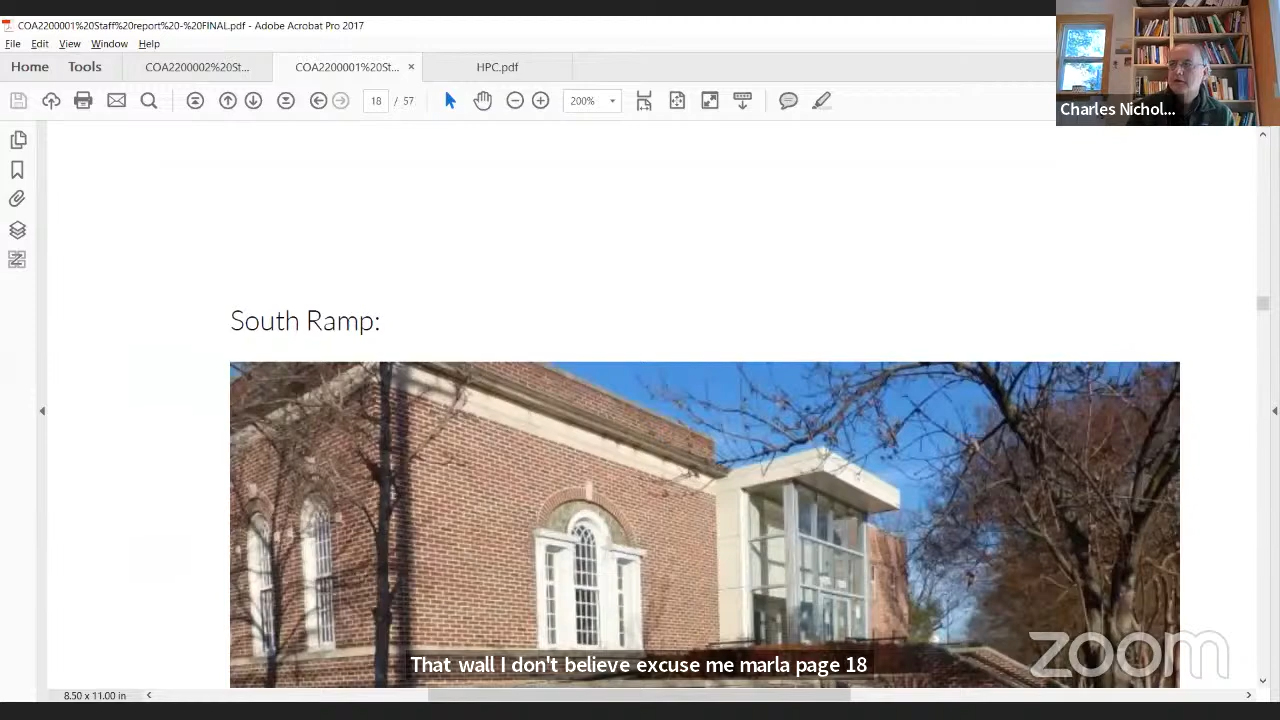 COA2200001%20Staff%20report%20-%20FINAL.pdf - Adobe Acrobat Pro 2017
File Edit View Window Help
Home Tools COA2200002%20St... COA2200001%20St... × HPC.pdf
57 200%
Charles Nichol...
South Ramp:
That wall I don't believe excuse me marla page 18
zoom
8.50 x 11.00 in